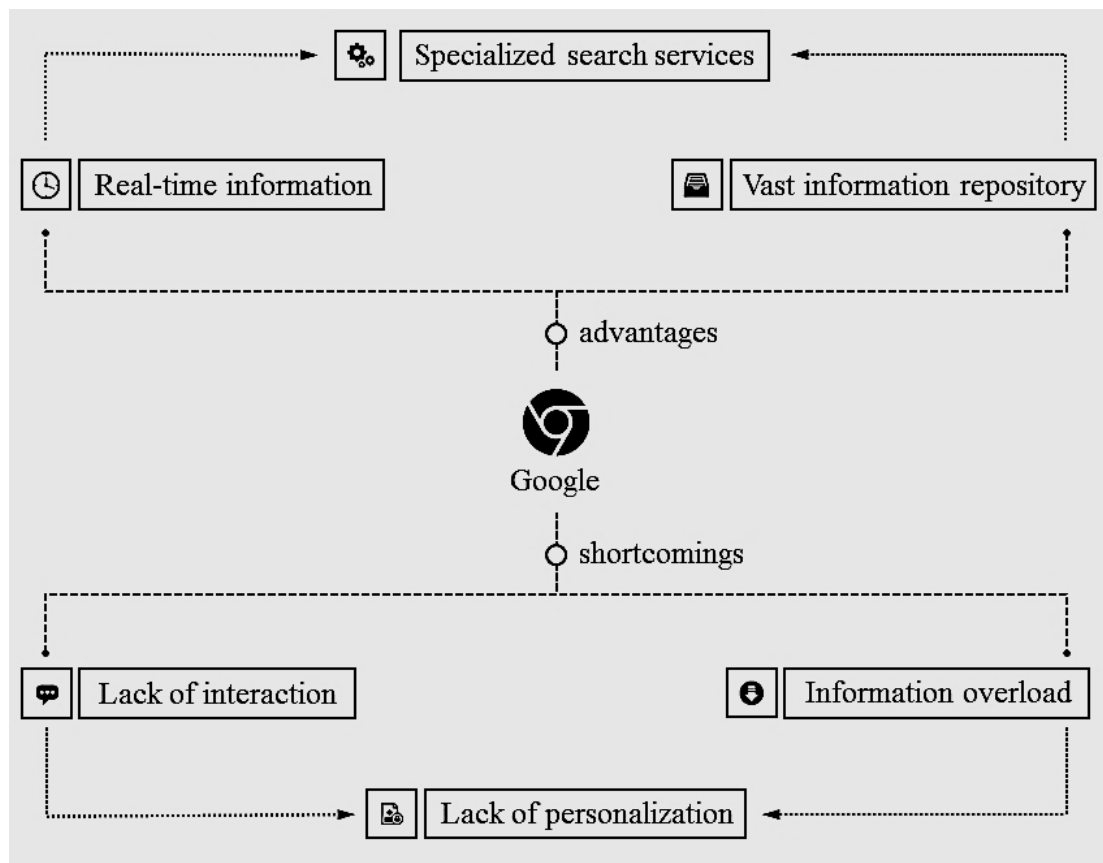 Specialized search services
Real-time information
Vast information repository
advantages
Google
shortcomings
Lack of interaction
Information overload
Lack of personalization